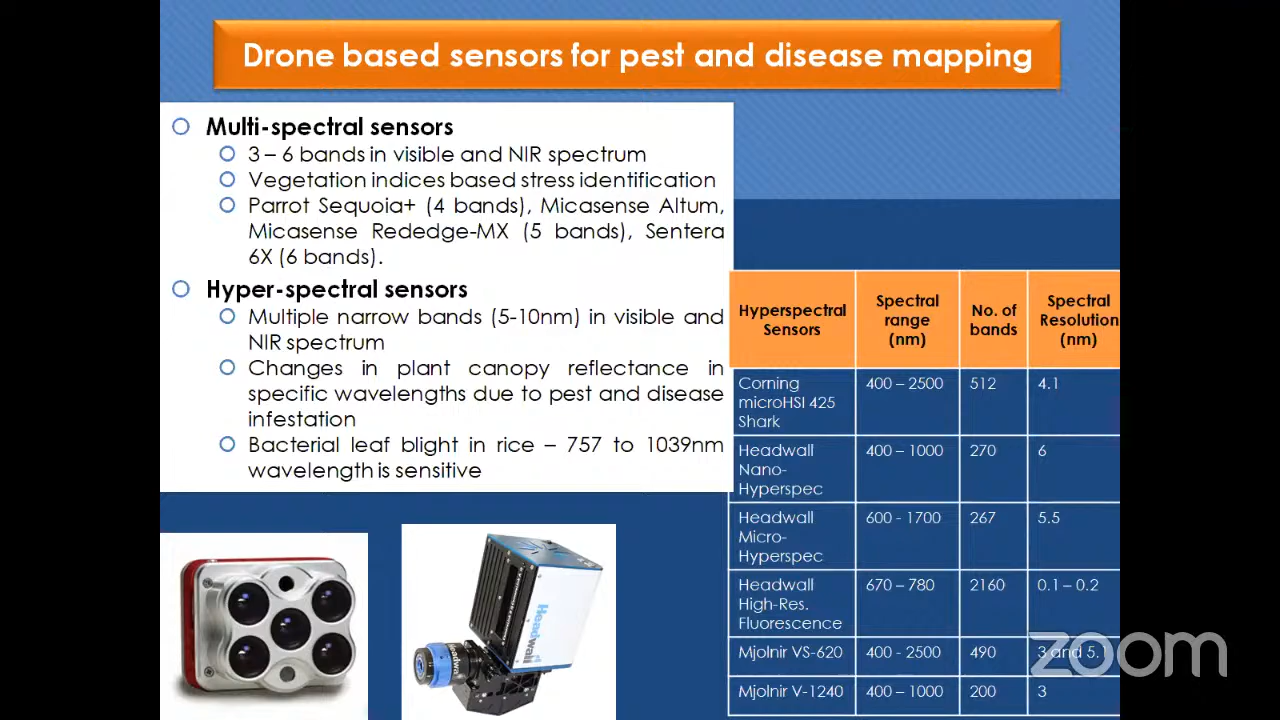 Drone based sensors for pest and disease mapping
Multi-spectral sensors
3 – 6 bands in visible and NIR spectrum
Vegetation indices based stress identification
Parrot Sequoia+ (4 bands), Micasense Altum,
Micasense Rededge-MX (5 bands), Sentera
6X (6 bands).
Hyper-spectral sensors
Multiple narrow bands (5-10nm) in visible and
NIR spectrum
Changes in plant canopy reflectance in
specific wavelengths due to pest and disease
infestation
Bacterial leaf blight in rice – 757 to 1039nm
wavelength is sensitive
Hyperspectral Sensors Spectral range (nm) No. of bands Spectral Resolution (nm)
Corning microHSI 425 Shark 400 – 2500 512 4.1
Headwall Nano-Hyperspec 400 – 1000 270 6
Headwall Micro-Hyperspec 600 - 1700 267 5.5
Headwall High-Res. Fluorescence 670 – 780 2160 0.1 – 0.2
Mjolnir VS-620 400 - 2500 490 3 and 5.1
Mjolnir V-1240 400 – 1000 200 3
Headwall
Headwall
zoom